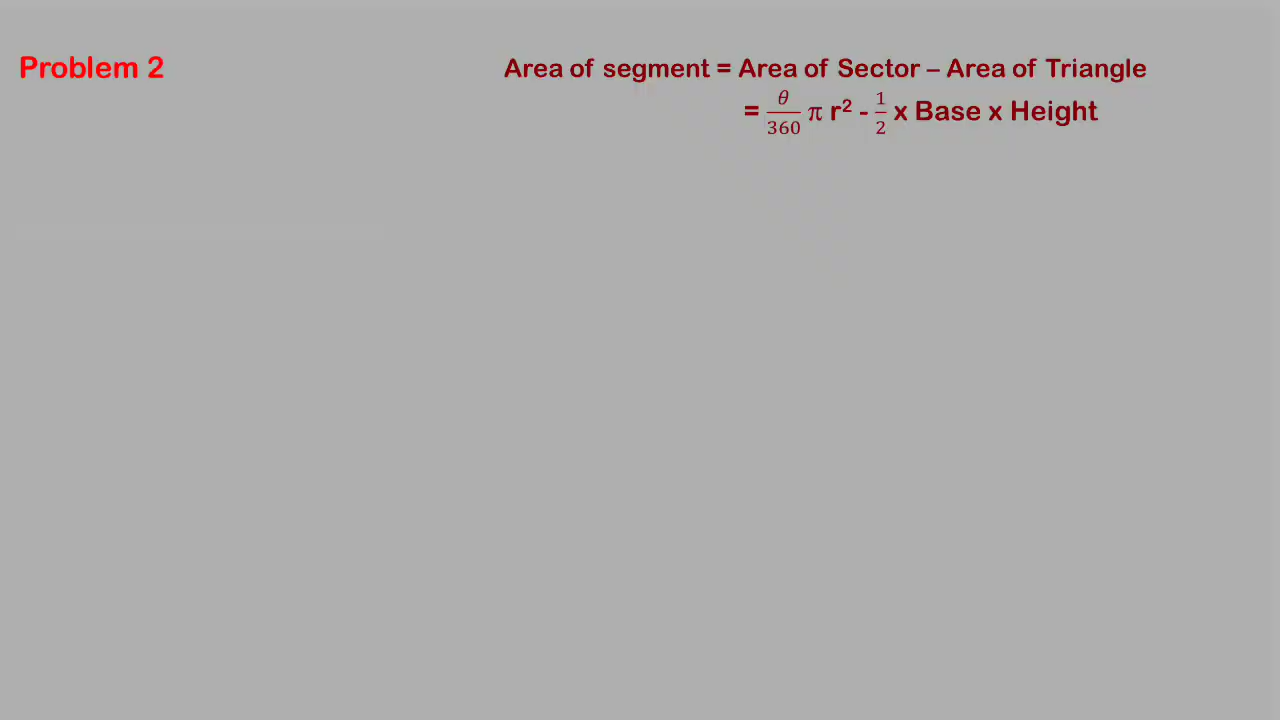 Problem 2
Area of segment = Area of Sector – Area of Triangle
= θ/360 π r² - 1/2 x Base x Height